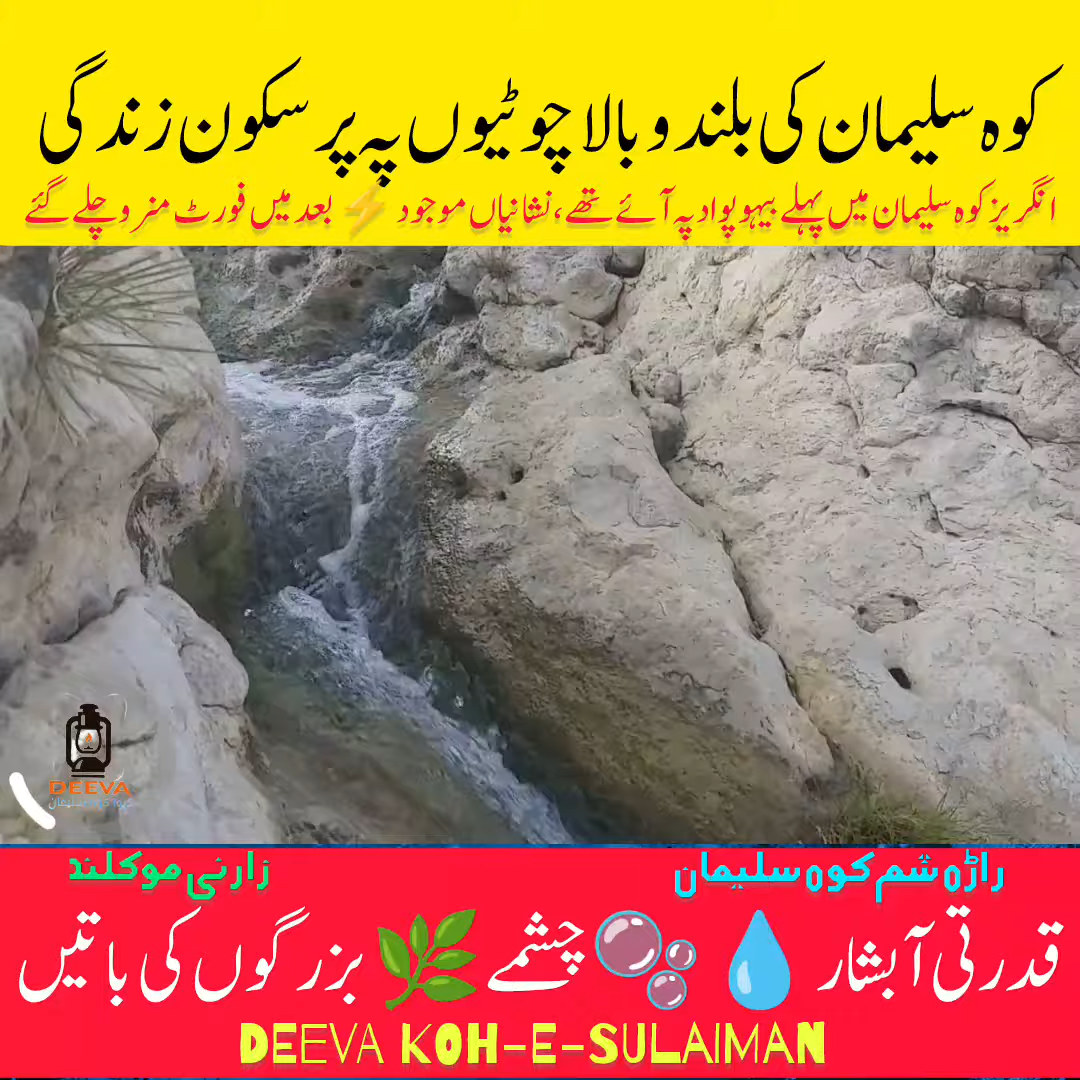 کوہ سلیمان کی بلند و بالا چوٹیوں پہ پر سکون زندگی
انگریز کوہ سلیمان میں پہلے بیہو پواد پہ آئے تھے، نشانیاں موجود ⚡ بعد میں فورٹ منرو چلے گئے
DEEVA
راڑہ شم کوہ سلیمان
زارنی موکلند
قدرتی آبشار 💧 🫧 چشمے 🌿 بزرگوں کی باتیں
DEEVA KOH-E-SULAIMAN